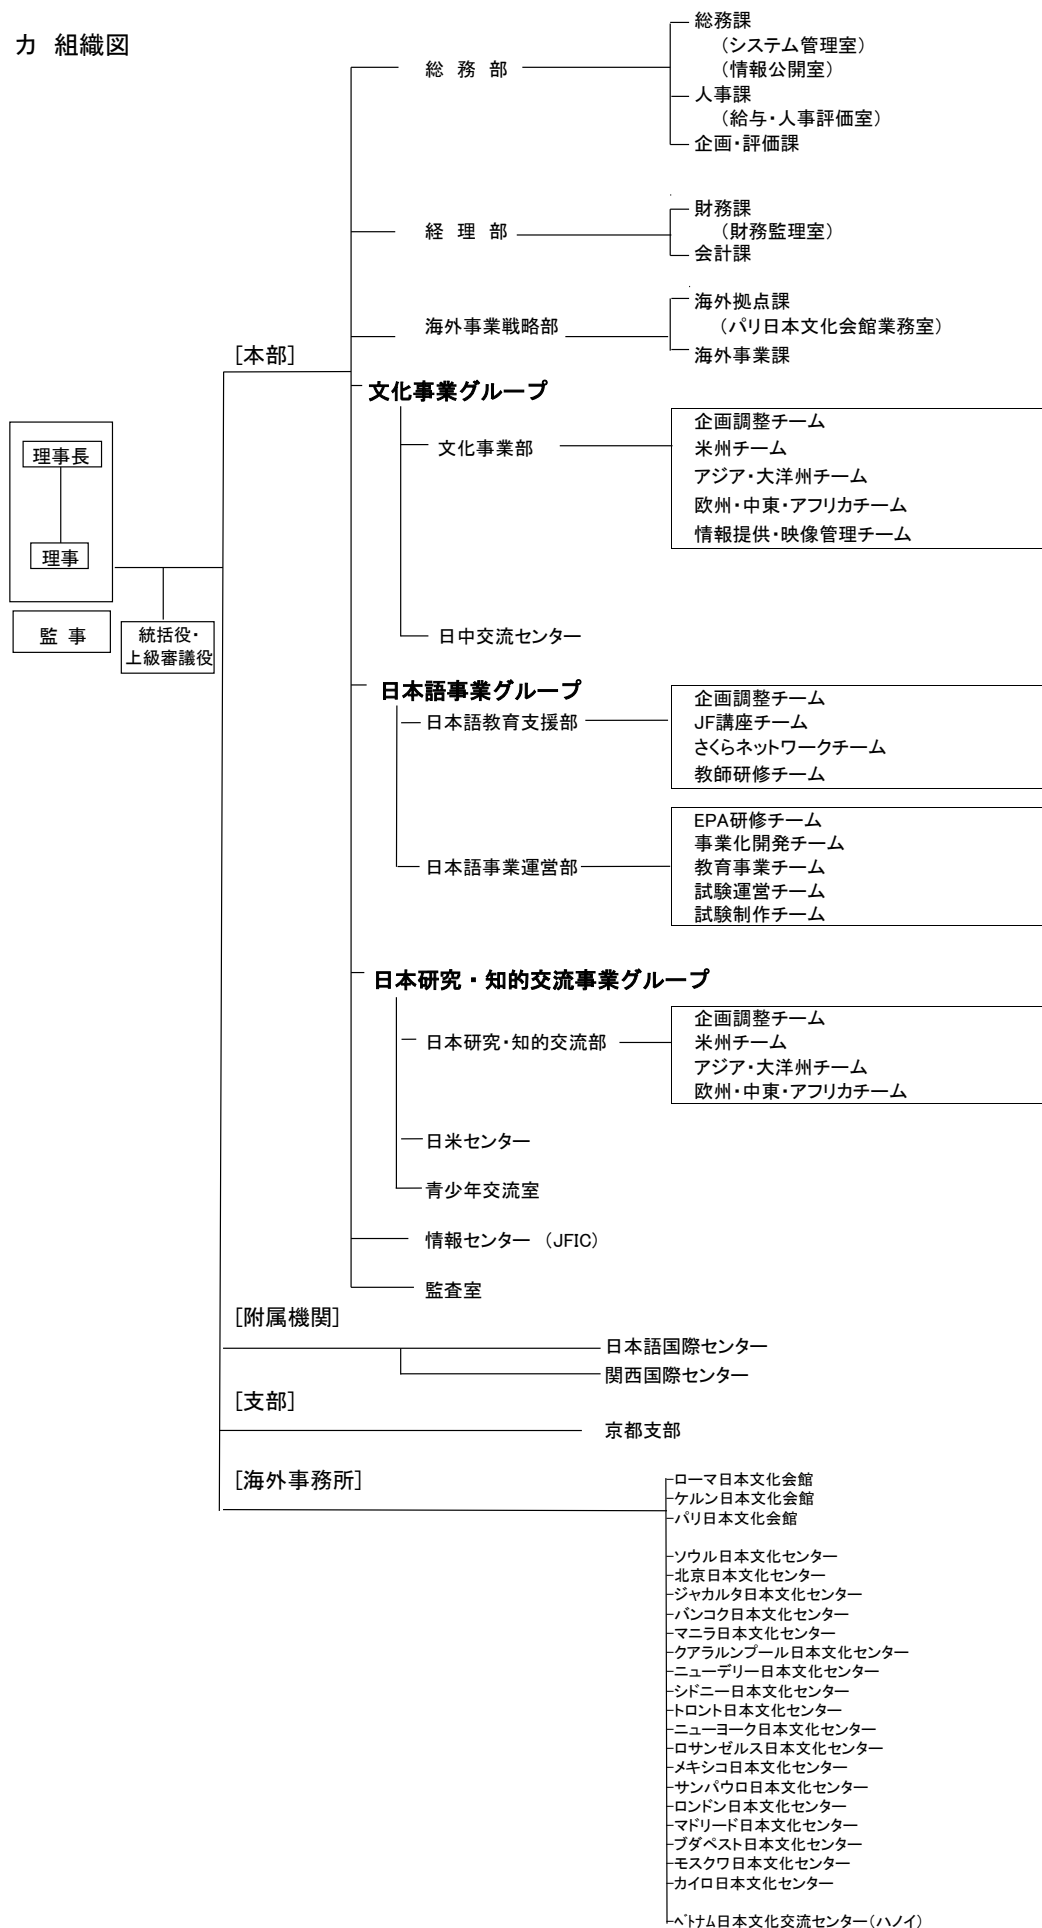 カ 組織図
総務課
（システム管理室）
（情報公開室）
総 務 部
人事課
（給与・人事評価室）
企画・評価課
財務課
（財務監理室）
経 理 部
会計課
海外拠点課
（パリ日本文化会館業務室）
海外事業戦略部
海外事業課
[本部]
文化事業グループ
文化事業部
企画調整チーム
米州チーム
アジア・大洋州チーム
欧州・中東・アフリカチーム
情報提供・映像管理チーム
理事長
理事
監 事
統括役・
上級審議役
日中交流センター
日本語事業グループ
日本語教育支援部
企画調整チーム
JF講座チーム
さくらネットワークチーム
教師研修チーム
日本語事業運営部
EPA研修チーム
事業化開発チーム
教育事業チーム
試験運営チーム
試験制作チーム
日本研究・知的交流事業グループ
日本研究・知的交流部
企画調整チーム
米州チーム
アジア・大洋州チーム
欧州・中東・アフリカチーム
日米センター
青少年交流室
情報センター （JFIC）
監査室
[附属機関]
日本語国際センター
関西国際センター
[支部]
京都支部
[海外事務所]
ローマ日本文化会館
ケルン日本文化会館
パリ日本文化会館
ソウル日本文化センター
北京日本文化センター
ジャカルタ日本文化センター
バンコク日本文化センター
マニラ日本文化センター
クアラルンプール日本文化センター
ニューデリー日本文化センター
シドニー日本文化センター
トロント日本文化センター
ニューヨーク日本文化センター
ロサンゼルス日本文化センター
メキシコ日本文化センター
サンパウロ日本文化センター
ロンドン日本文化センター
マドリード日本文化センター
ブダペスト日本文化センター
モスクワ日本文化センター
カイロ日本文化センター
ベトナム日本文化交流センター（ハノイ）